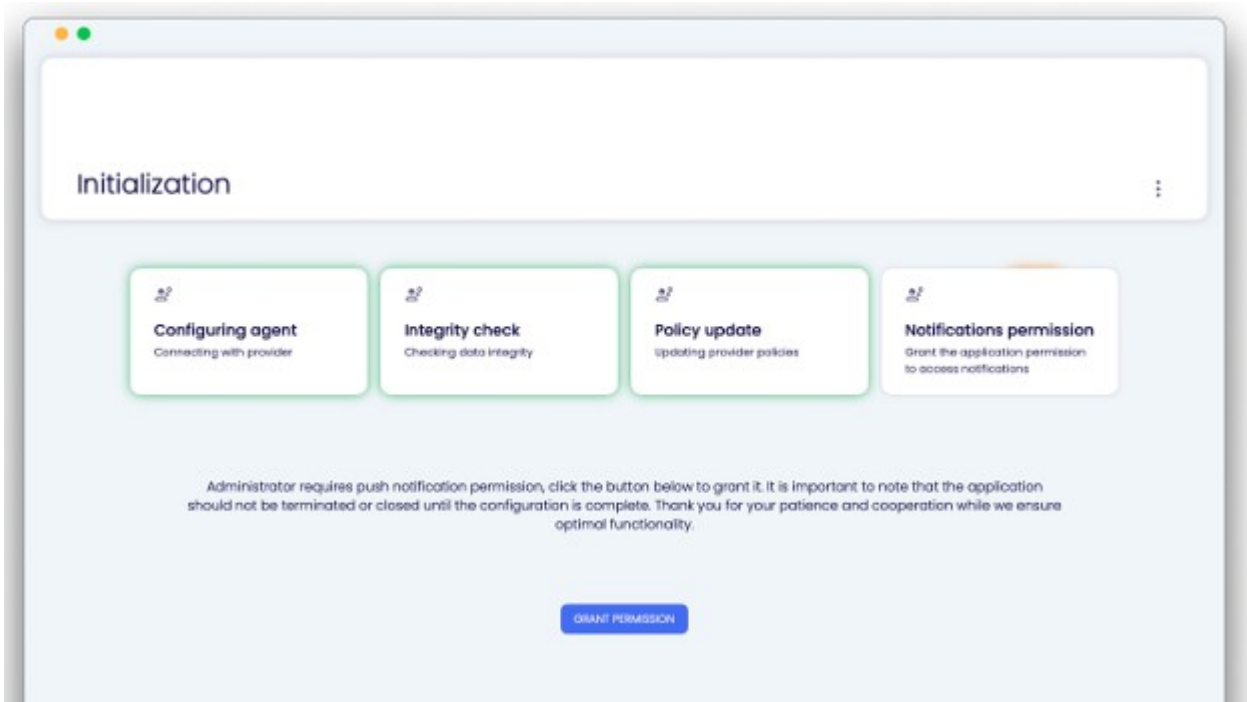 Initialization
Configuring agent
Connecting with provider
Integrity check
Checking data integrity
Policy update
Updating provider policies
Notifications permission
Grant the application permission
to access notifications
Administrator requires push notification permission, click the button below to grant it. It is important to note that the application
should not be terminated or closed until the configuration is complete. Thank you for your patience and cooperation while we ensure
optimal functionality.
GRANT PERMISSION